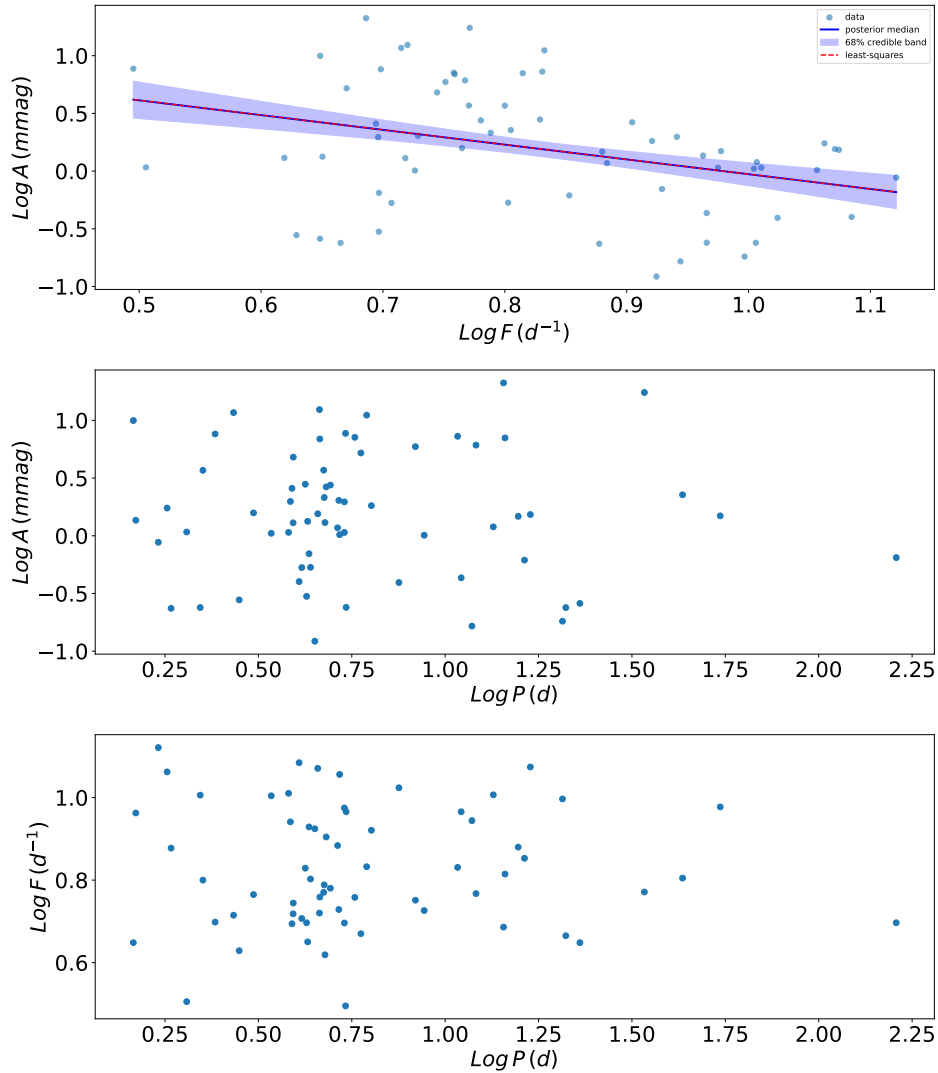 1.0
0.5
0.0
−0.5
−1.0
Log A (mmag)
data
posterior median
68% credible band
least-squares
0.5 0.6 0.7 0.8 0.9 1.0 1.1
Log F (d⁻¹)
1.0
0.5
0.0
−0.5
−1.0
Log A (mmag)
0.25 0.50 0.75 1.00 1.25 1.50 1.75 2.00 2.25
Log P (d)
1.0
0.8
0.6
Log F (d⁻¹)
0.25 0.50 0.75 1.00 1.25 1.50 1.75 2.00 2.25
Log P (d)